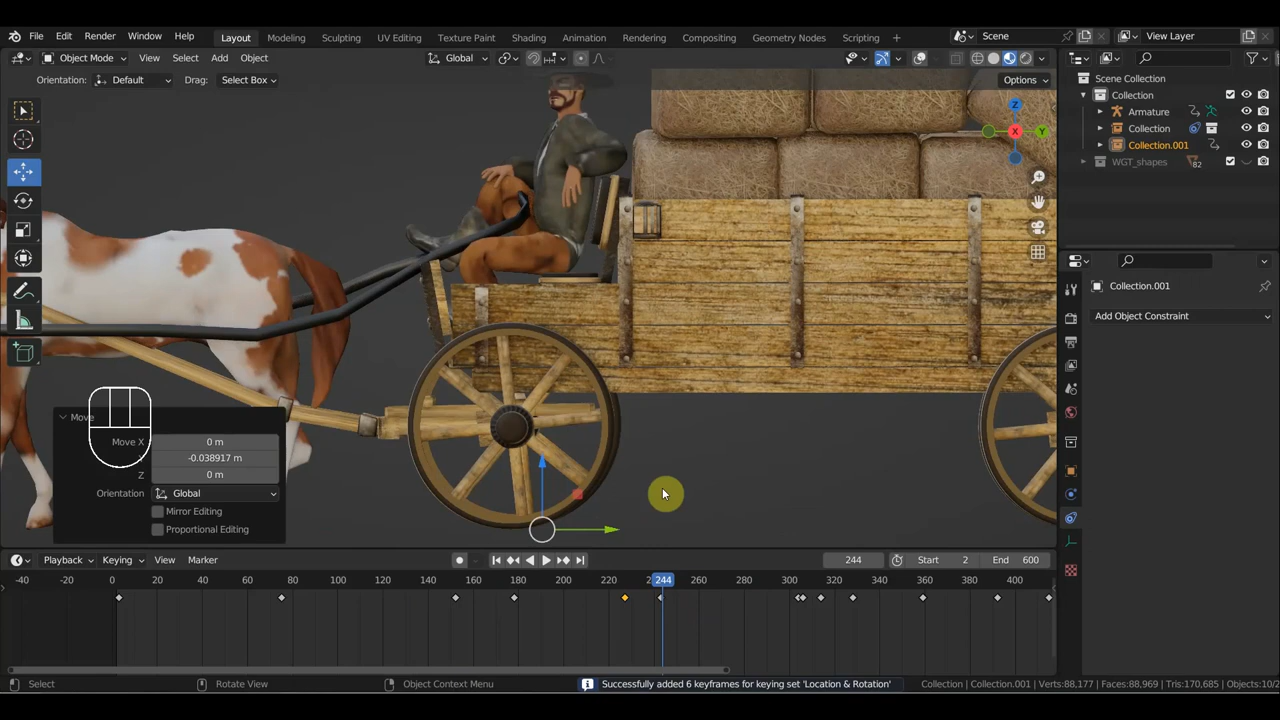 File Edit Render Window Help Layout Modeling Sculpting UV Editing Texture Paint Shading Animation Rendering Compositing Geometry Nodes Scripting + Scene View Layer
Object Mode View Select Add Object Global
Orientation: Default Drag: Select Box Options
Scene Collection
Collection
Armature
Collection
Collection.001
WGT_shapes 82
Z
X
Y
Collection.001
Add Object Constraint
Move
Move X 0 m
-0.038917 m
Z 0 m
Orientation Global
Mirror Editing
Proportional Editing
Playback Keying View Marker 244 Start 2 End 600
-40 -20 0 20 40 60 80 100 120 140 160 180 200 220 244 260 280 300 320 340 360 380 400
Select Rotate View Object Context Menu Successfully added 6 keyframes for keying set 'Location & Rotation' Collection | Collection.001 | Verts:88,177 | Faces:88,969 | Tris:170,685 | Objects:10/2